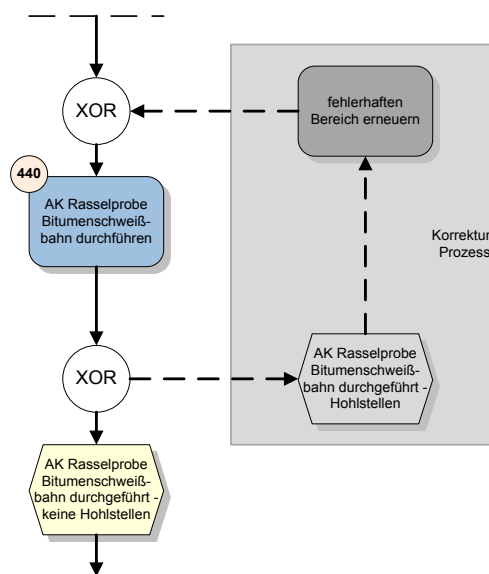 XOR
fehlerhaften
Bereich erneuern
440
AK Rasselprobe
Bitumenschweiß-
bahn durchführen
Korrektur
Prozess
XOR
AK Rasselprobe
Bitumenschweiß-
bahn durchgeführt -
Hohlstellen
AK Rasselprobe
Bitumenschweiß-
bahn durchgeführt -
keine Hohlstellen